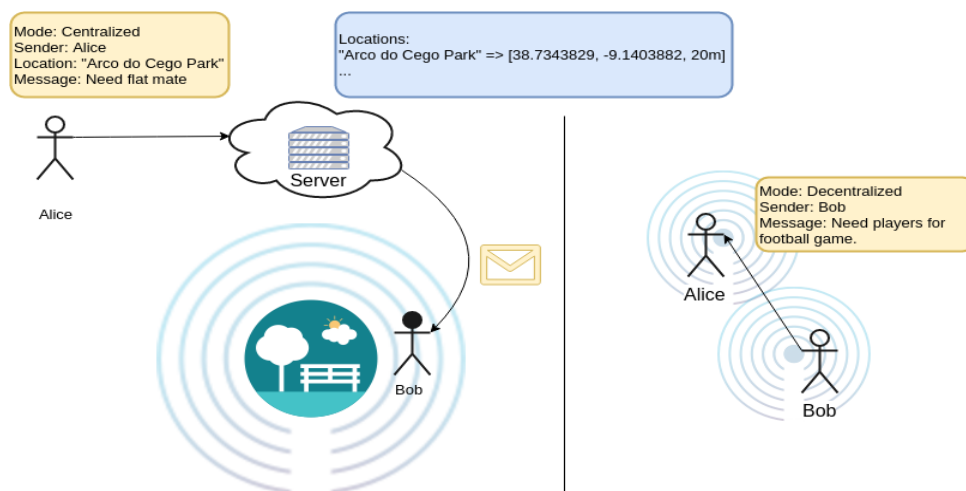 Mode: Centralized
Sender: Alice
Location: "Arco do Cego Park"
Message: Need flat mate
Locations:
"Arco do Cego Park" => [38.7343829, -9.1403882, 20m]
...
Server
Alice
Bob
Mode: Decentralized
Sender: Bob
Message: Need players for
football game.
Alice
Bob